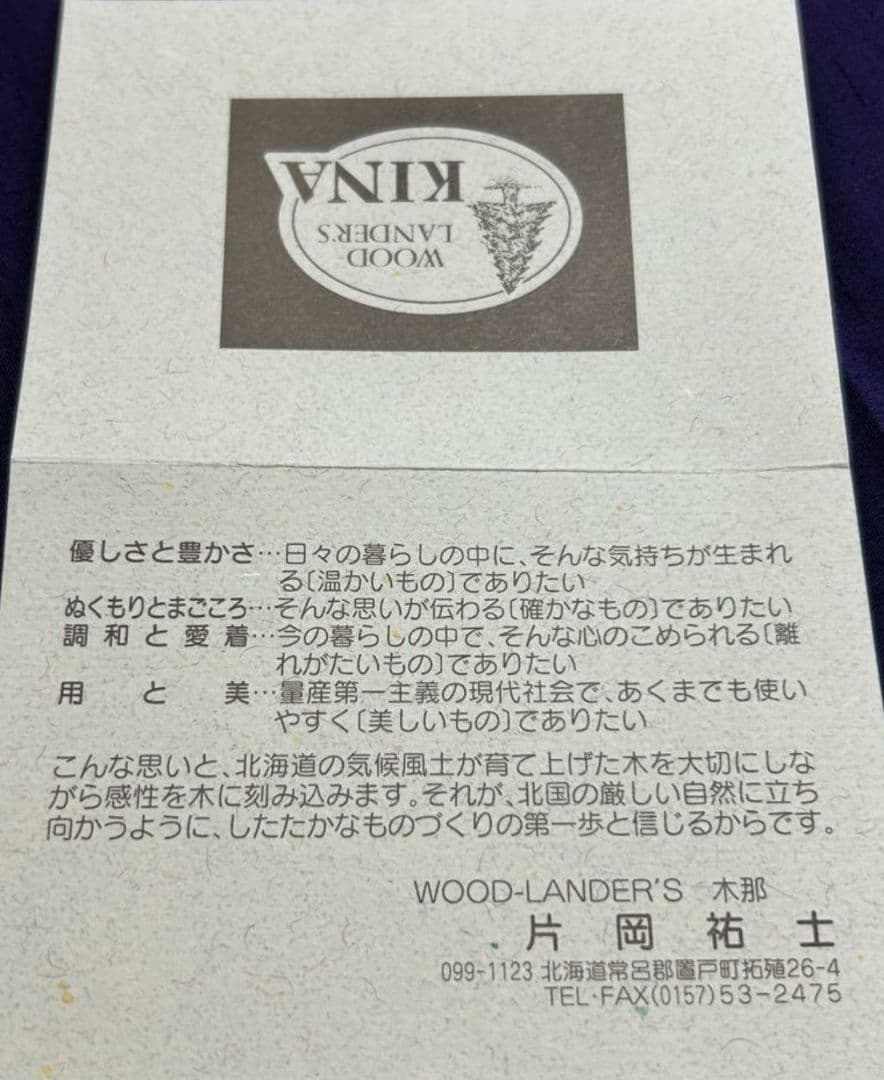 KINA
WOOD-
LANDER'S
優しさと豊かさ…日々の暮らしの中に、そんな気持ちが生まれ
る〔温かいもの〕でありたい
ぬくもりとまごころ…そんな思いが伝わる〔確かなもの〕でありたい
調和と愛着…今の暮らしの中で、そんな心のこめられる〔離
れがたいもの〕でありたい
用と美…量産第一主義の現代社会で、あくまでも使い
やすく〔美しいもの〕でありたい
こんな思いと、北海道の気候風土が育て上げた木を大切にしな
がら感性を木に刻み込みます。それが、北国の厳しい自然に立ち
向かうように、したたかなものづくりの第一歩と信じるからです。
WOOD-LANDER'S 木那
片岡祐士
099-1123 北海道常呂郡置戸町拓殖26-4
TEL・FAX(0157)53-2475